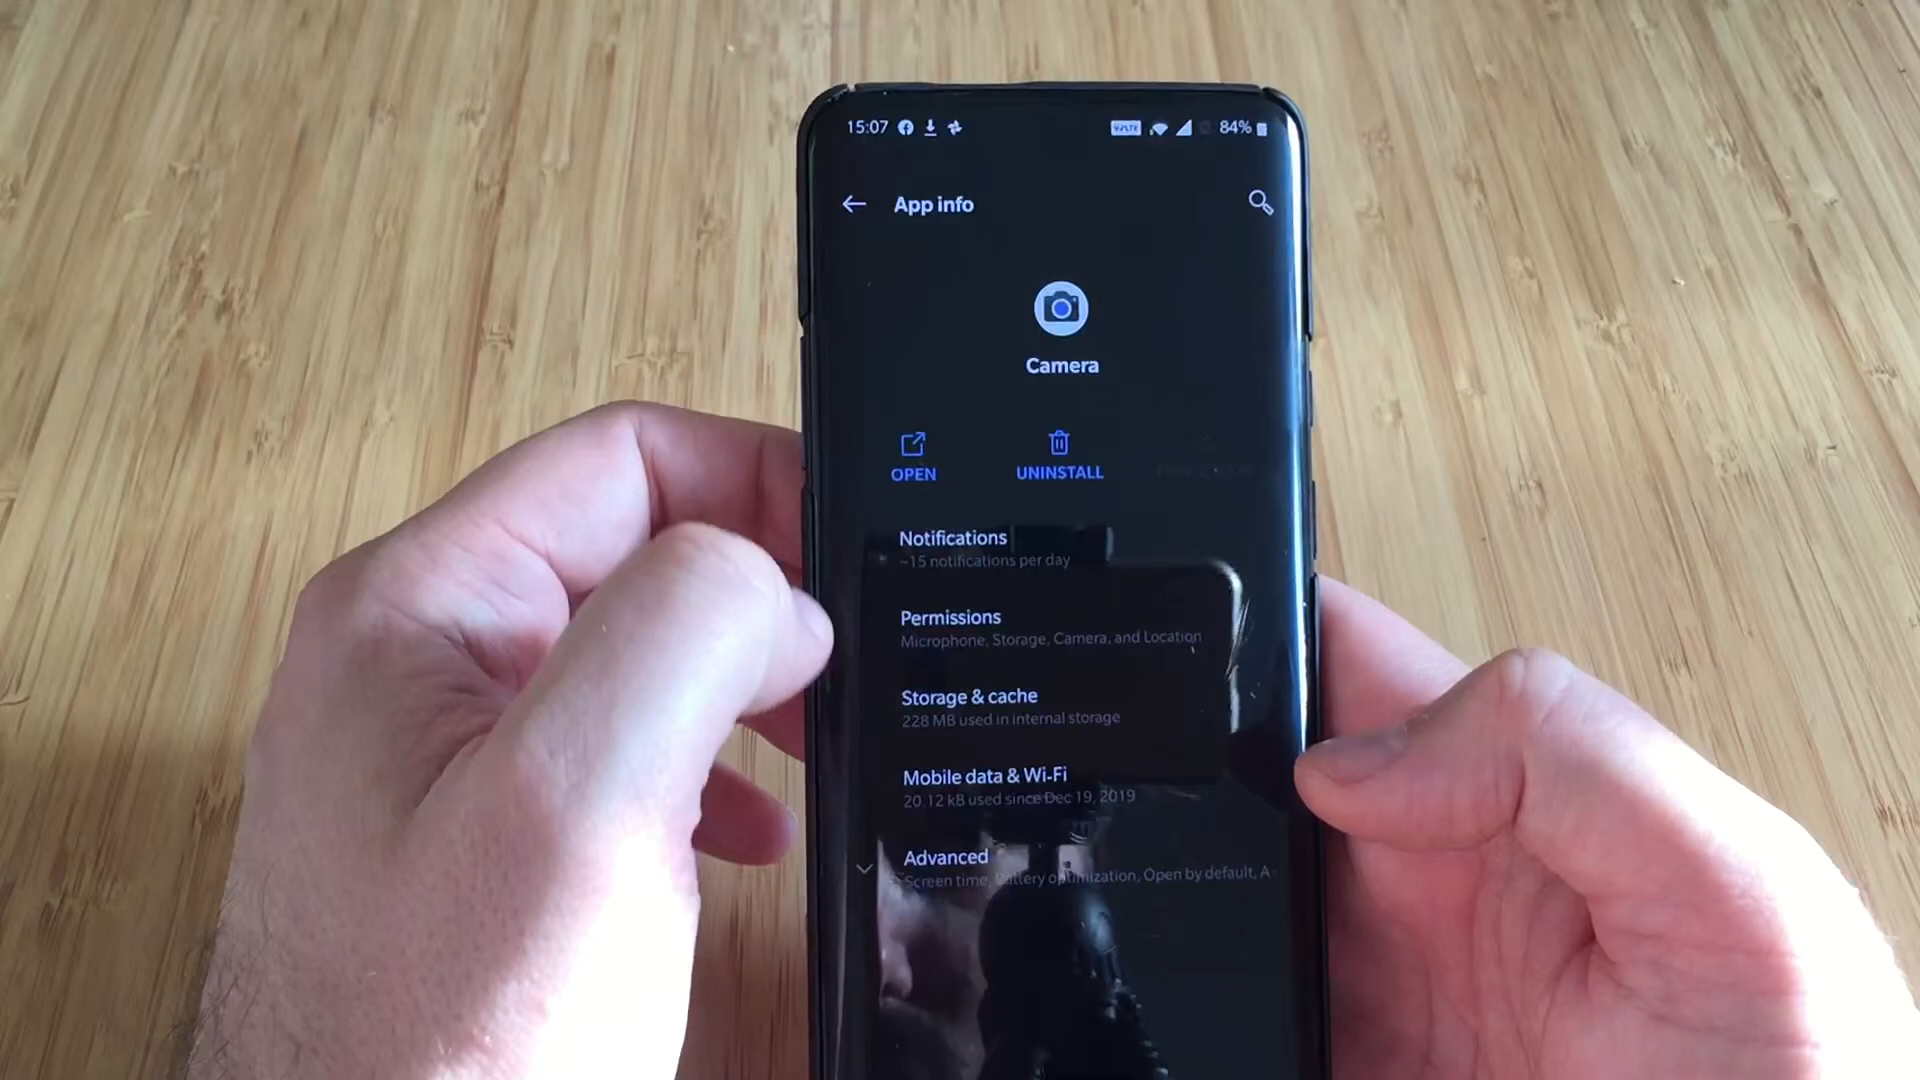 15:07 84%
App info
Camera
OPEN UNINSTALL
Notifications
~15 notifications per day
Permissions
Microphone, Storage, Camera, and Location
Storage & cache
228 MB used in internal storage
Mobile data & Wi-Fi
20.12 kB used since Dec 19, 2019
Advanced
Screen time, Battery optimization, Open by default, A